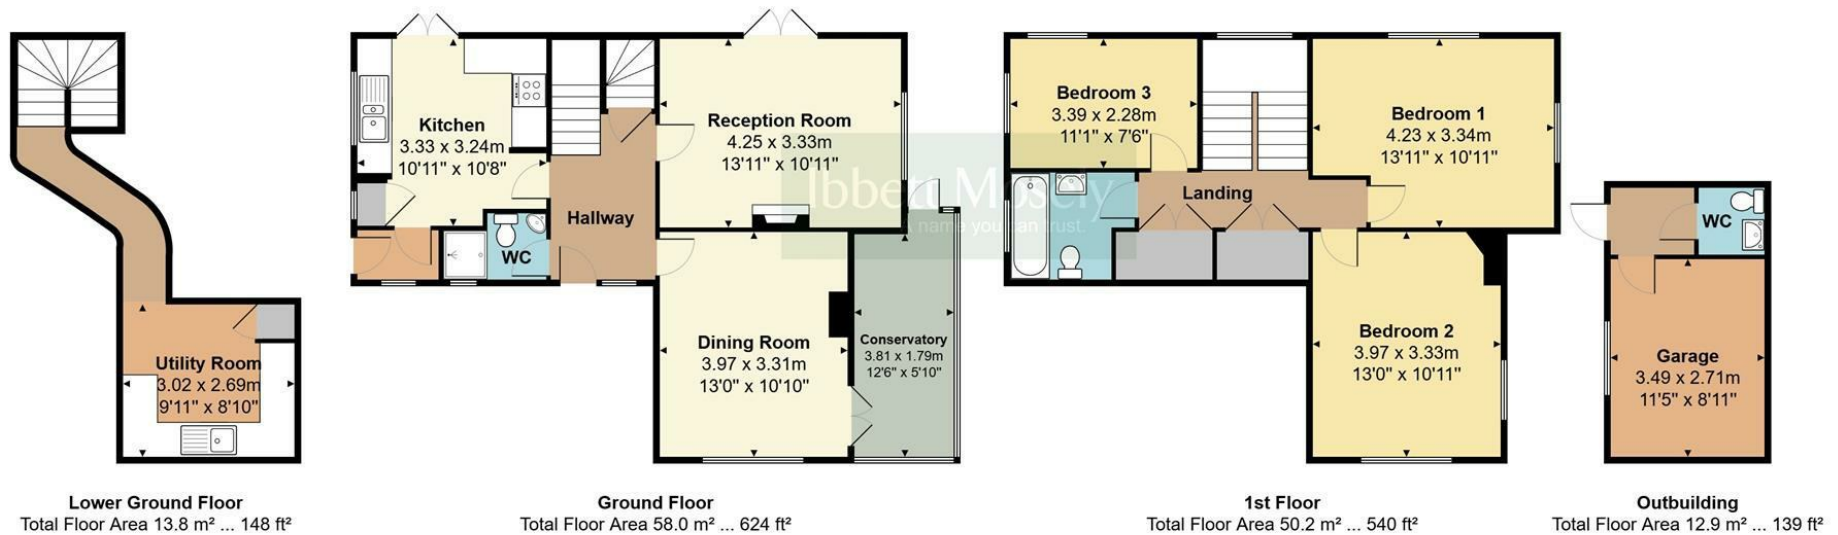 Kitchen
3.33 x 3.24m
10'11" x 10'8"
WC
Hallway
Reception Room
4.25 x 3.33m
13'11" x 10'11"
Dining Room
3.97 x 3.31m
13'0" x 10'10"
Conservatory
3.81 x 1.79m
12'6" x 5'10"
Utility Room
3.02 x 2.69m
9'11" x 8'10"
Bedroom 3
3.39 x 2.28m
11'1" x 7'6"
Bedroom 1
4.23 x 3.34m
13'11" x 10'11"
Landing
Bedroom 2
3.97 x 3.33m
13'0" x 10'11"
WC
Garage
3.49 x 2.71m
11'5" x 8'11"
Ibbett Mosely
A name you can trust.
Lower Ground Floor
Total Floor Area 13.8 m² ... 148 ft²
Ground Floor
Total Floor Area 58.0 m² ... 624 ft²
1st Floor
Total Floor Area 50.2 m² ... 540 ft²
Outbuilding
Total Floor Area 12.9 m² ... 139 ft²